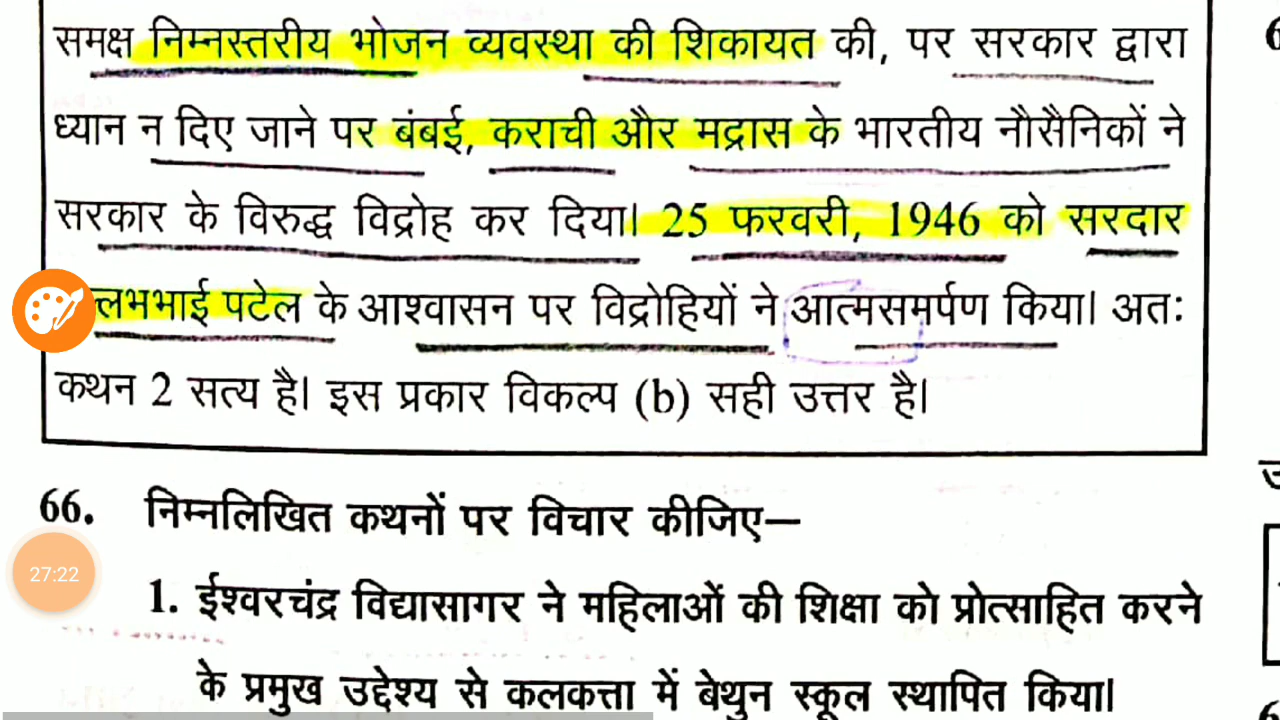 समक्ष निम्नस्तरीय भोजन व्यवस्था की शिकायत की, पर सरकार द्वारा
ध्यान न दिए जाने पर बंबई, कराची और मद्रास के भारतीय नौसैनिकों ने
सरकार के विरुद्ध विद्रोह कर दिया। 25 फरवरी, 1946 को सरदार
लभभाई पटेल के आश्वासन पर विद्रोहियों ने आत्मसमर्पण किया। अतः
कथन 2 सत्य है। इस प्रकार विकल्प (b) सही उत्तर है।
66. निम्नलिखित कथनों पर विचार कीजिए—
27:22
1. ईश्वरचंद्र विद्यासागर ने महिलाओं की शिक्षा को प्रोत्साहित करने
के प्रमुख उद्देश्य से कलकत्ता में बेथुन स्कूल स्थापित किया।